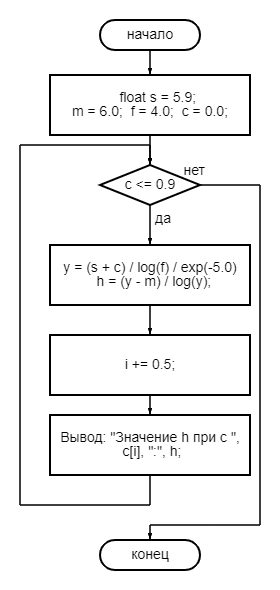 начало
float s = 5.9;
m = 6.0; f = 4.0; c = 0.0;
c <= 0.9
нет
да
y = (s + c) / log(f) / exp(-5.0)
h = (y - m) / log(y);
i += 0.5;
Вывод: "Значение h при c ",
c[i], ":", h;
конец